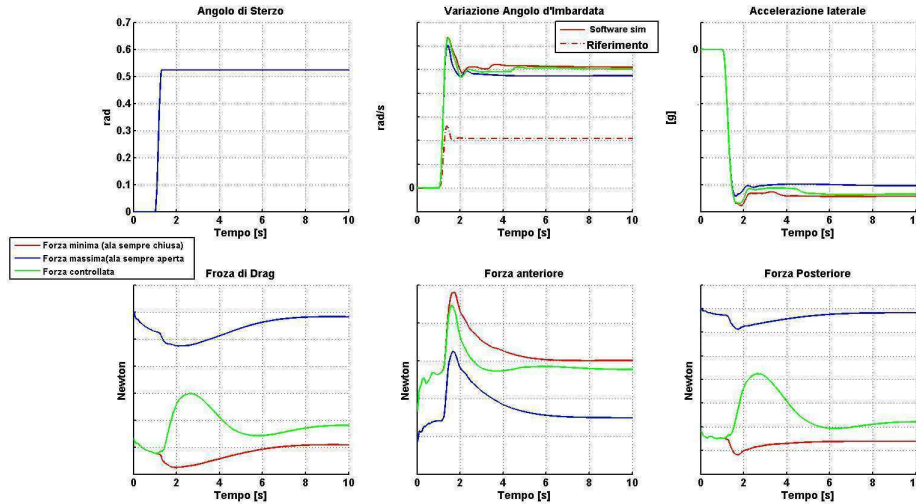 Angolo di Sterzo
0.7
0.6
0.5
0.4
0.3
0.2
0.1
0
rad
0 2 4 6 8 10
Tempo [s]
Variazione Angolo d'Imbardata
Software sim
Riferimento
rad/s
0
0 2 4 6 8 10
Tempo [s]
Accelerazione laterale
0
[g]
0 2 4 6 8 10
Tempo [s]
Forza minima (ala sempre chiusa)
Forza massima(ala sempre aperta
Forza controllata
Froza di Drag
Newton
0 2 4 6 8 10
Tempo [s]
Forza anteriore
Newton
0 2 4 6 8 10
Tempo [s]
Forza Posteriore
Newton
0 2 4 6 8 10
Tempo [s]